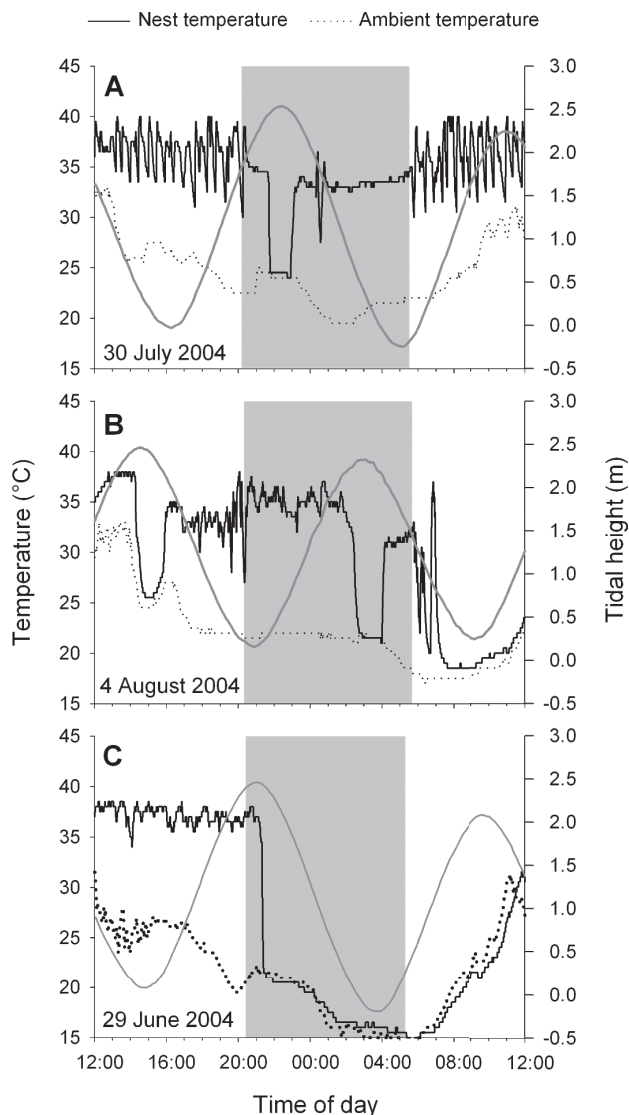 Nest temperature Ambient temperature
45 3.0
A
40 2.5
35 2.0
1.5
30 1.0
25 0.5
20 0.0
30 July 2004
15 -0.5
45 3.0
B
40 2.5
35 2.0
1.5
30 1.0
25 0.5
20 0.0
4 August 2004
15 -0.5
45 3.0
C
40 2.5
35 2.0
1.5
30 1.0
25 0.5
20 0.0
29 June 2004
15 -0.5
Temperature (°C)
Tidal height (m)
12:00 16:00 20:00 00:00 04:00 08:00 12:00
Time of day